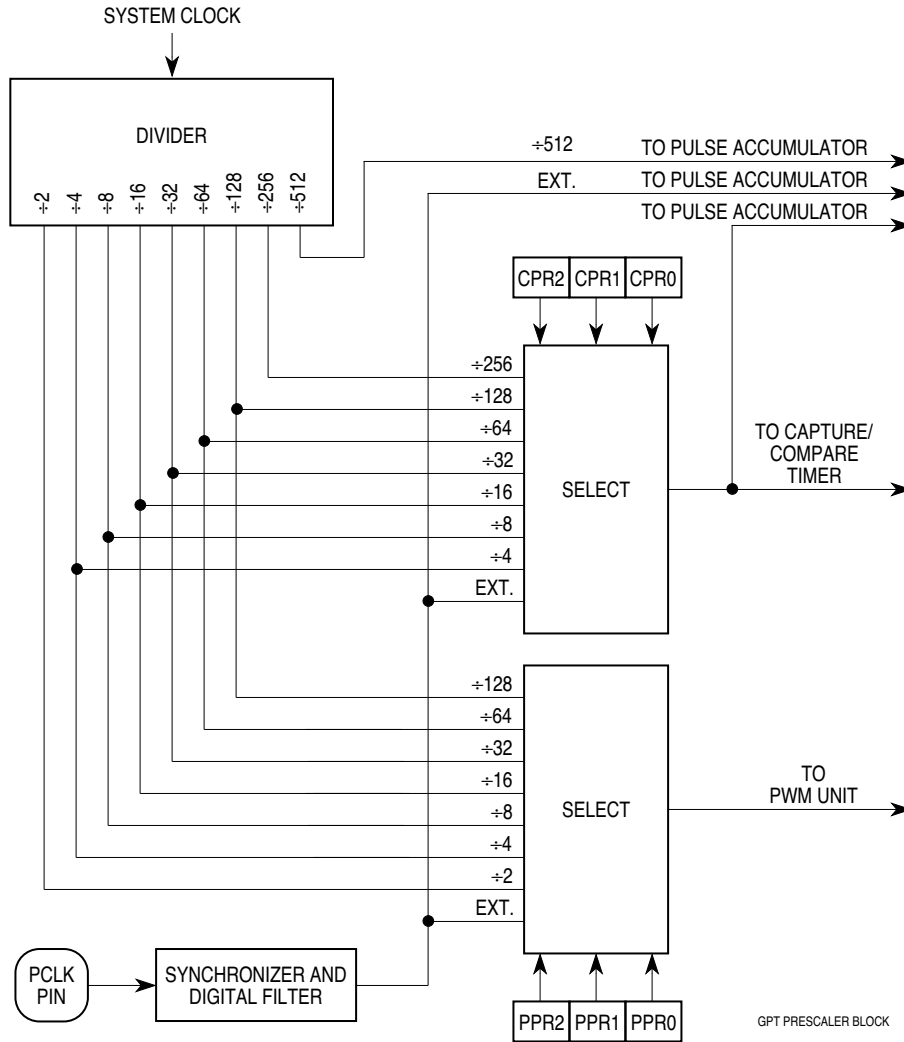 SYSTEM CLOCK
DIVIDER
÷2
÷4
÷8
÷16
÷32
÷64
÷128
÷256
÷512
÷512
TO PULSE ACCUMULATOR
EXT.
TO PULSE ACCUMULATOR
TO PULSE ACCUMULATOR
CPR2 CPR1 CPR0
÷256
÷128
÷64
÷32
÷16
÷8
÷4
EXT.
SELECT
TO CAPTURE/
COMPARE
TIMER
÷128
÷64
÷32
÷16
÷8
÷4
÷2
EXT.
SELECT
TO
PWM UNIT
PCLK
PIN
SYNCHRONIZER AND
DIGITAL FILTER
PPR2 PPR1 PPR0
GPT PRESCALER BLOCK